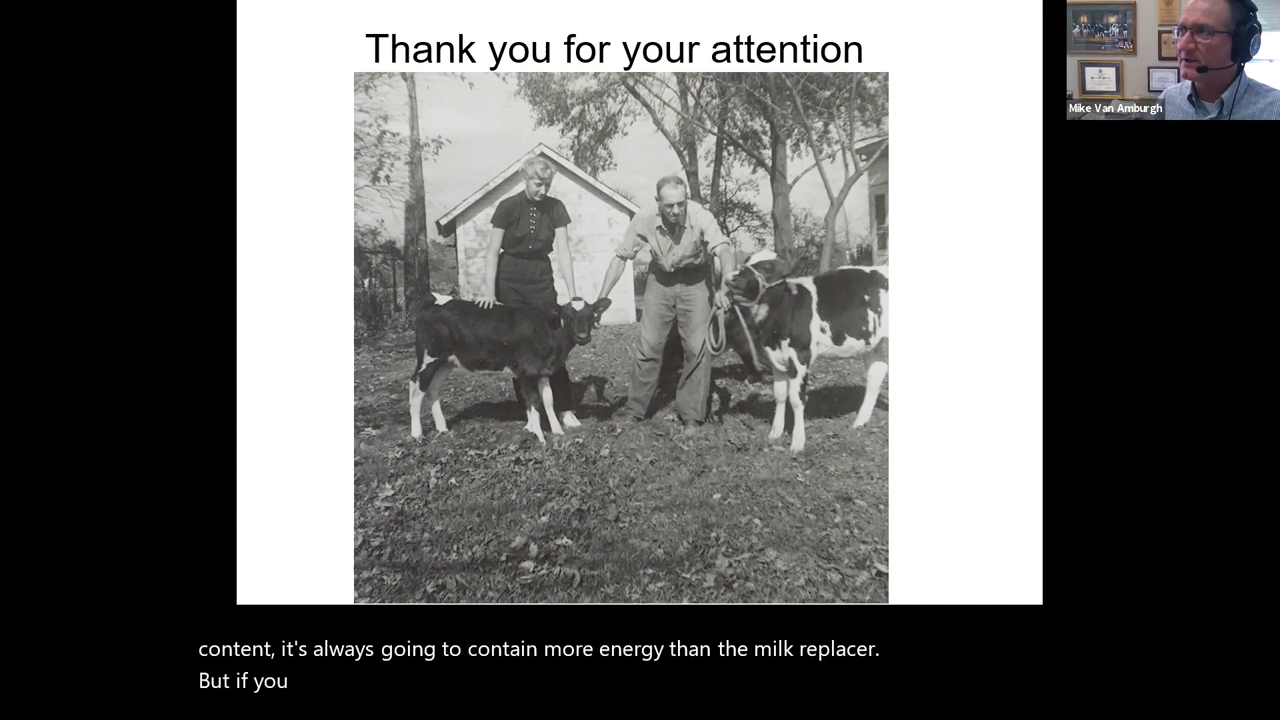 Thank you for your attention
Mike Van Amburgh
content, it's always going to contain more energy than the milk replacer.
But if you